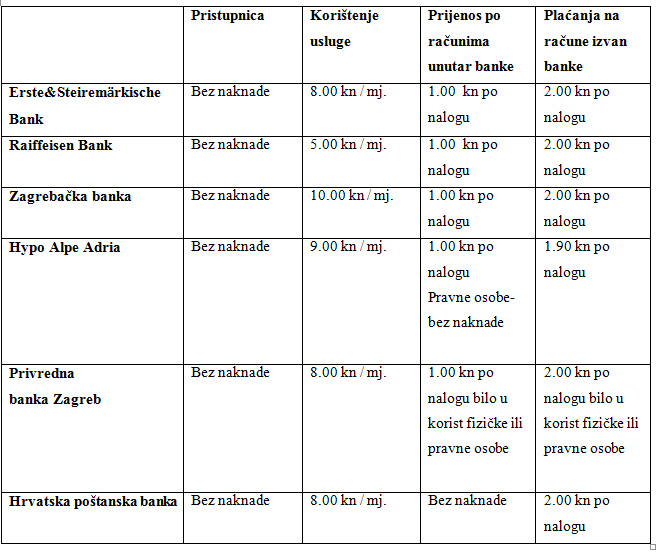 Pristupnica
Korištenje
usluge
Prijenos po
računima
unutar banke
Plaćanja na
račune izvan
banke
Erste&Steiremärkische
Bank
Bez naknade
8.00 kn / mj.
1.00  kn po
nalogu
2.00 kn po
nalogu
Raiffeisen Bank
Bez naknade
5.00 kn / mj.
1.00  kn po
nalogu
2.00 kn po
nalogu
Zagrebačka banka
Bez naknade
10.00 kn / mj.
1.00 kn po
nalogu
2.00 kn po
nalogu
Hypo Alpe Adria
Bez naknade
9.00 kn / mj.
1.00 kn po
nalogu
Pravne osobe-
bez naknade
1.90 kn po
nalogu
Privredna
banka Zagreb
Bez naknade
8.00 kn / mj.
1.00 kn po
nalogu bilo u
korist fizičke ili
pravne osobe
2.00 kn po
nalogu bilo u
korist fizičke ili
pravne osobe
Hrvatska poštanska banka
Bez naknade
8.00 kn / mj.
Bez naknade
2.00 kn po
nalogu